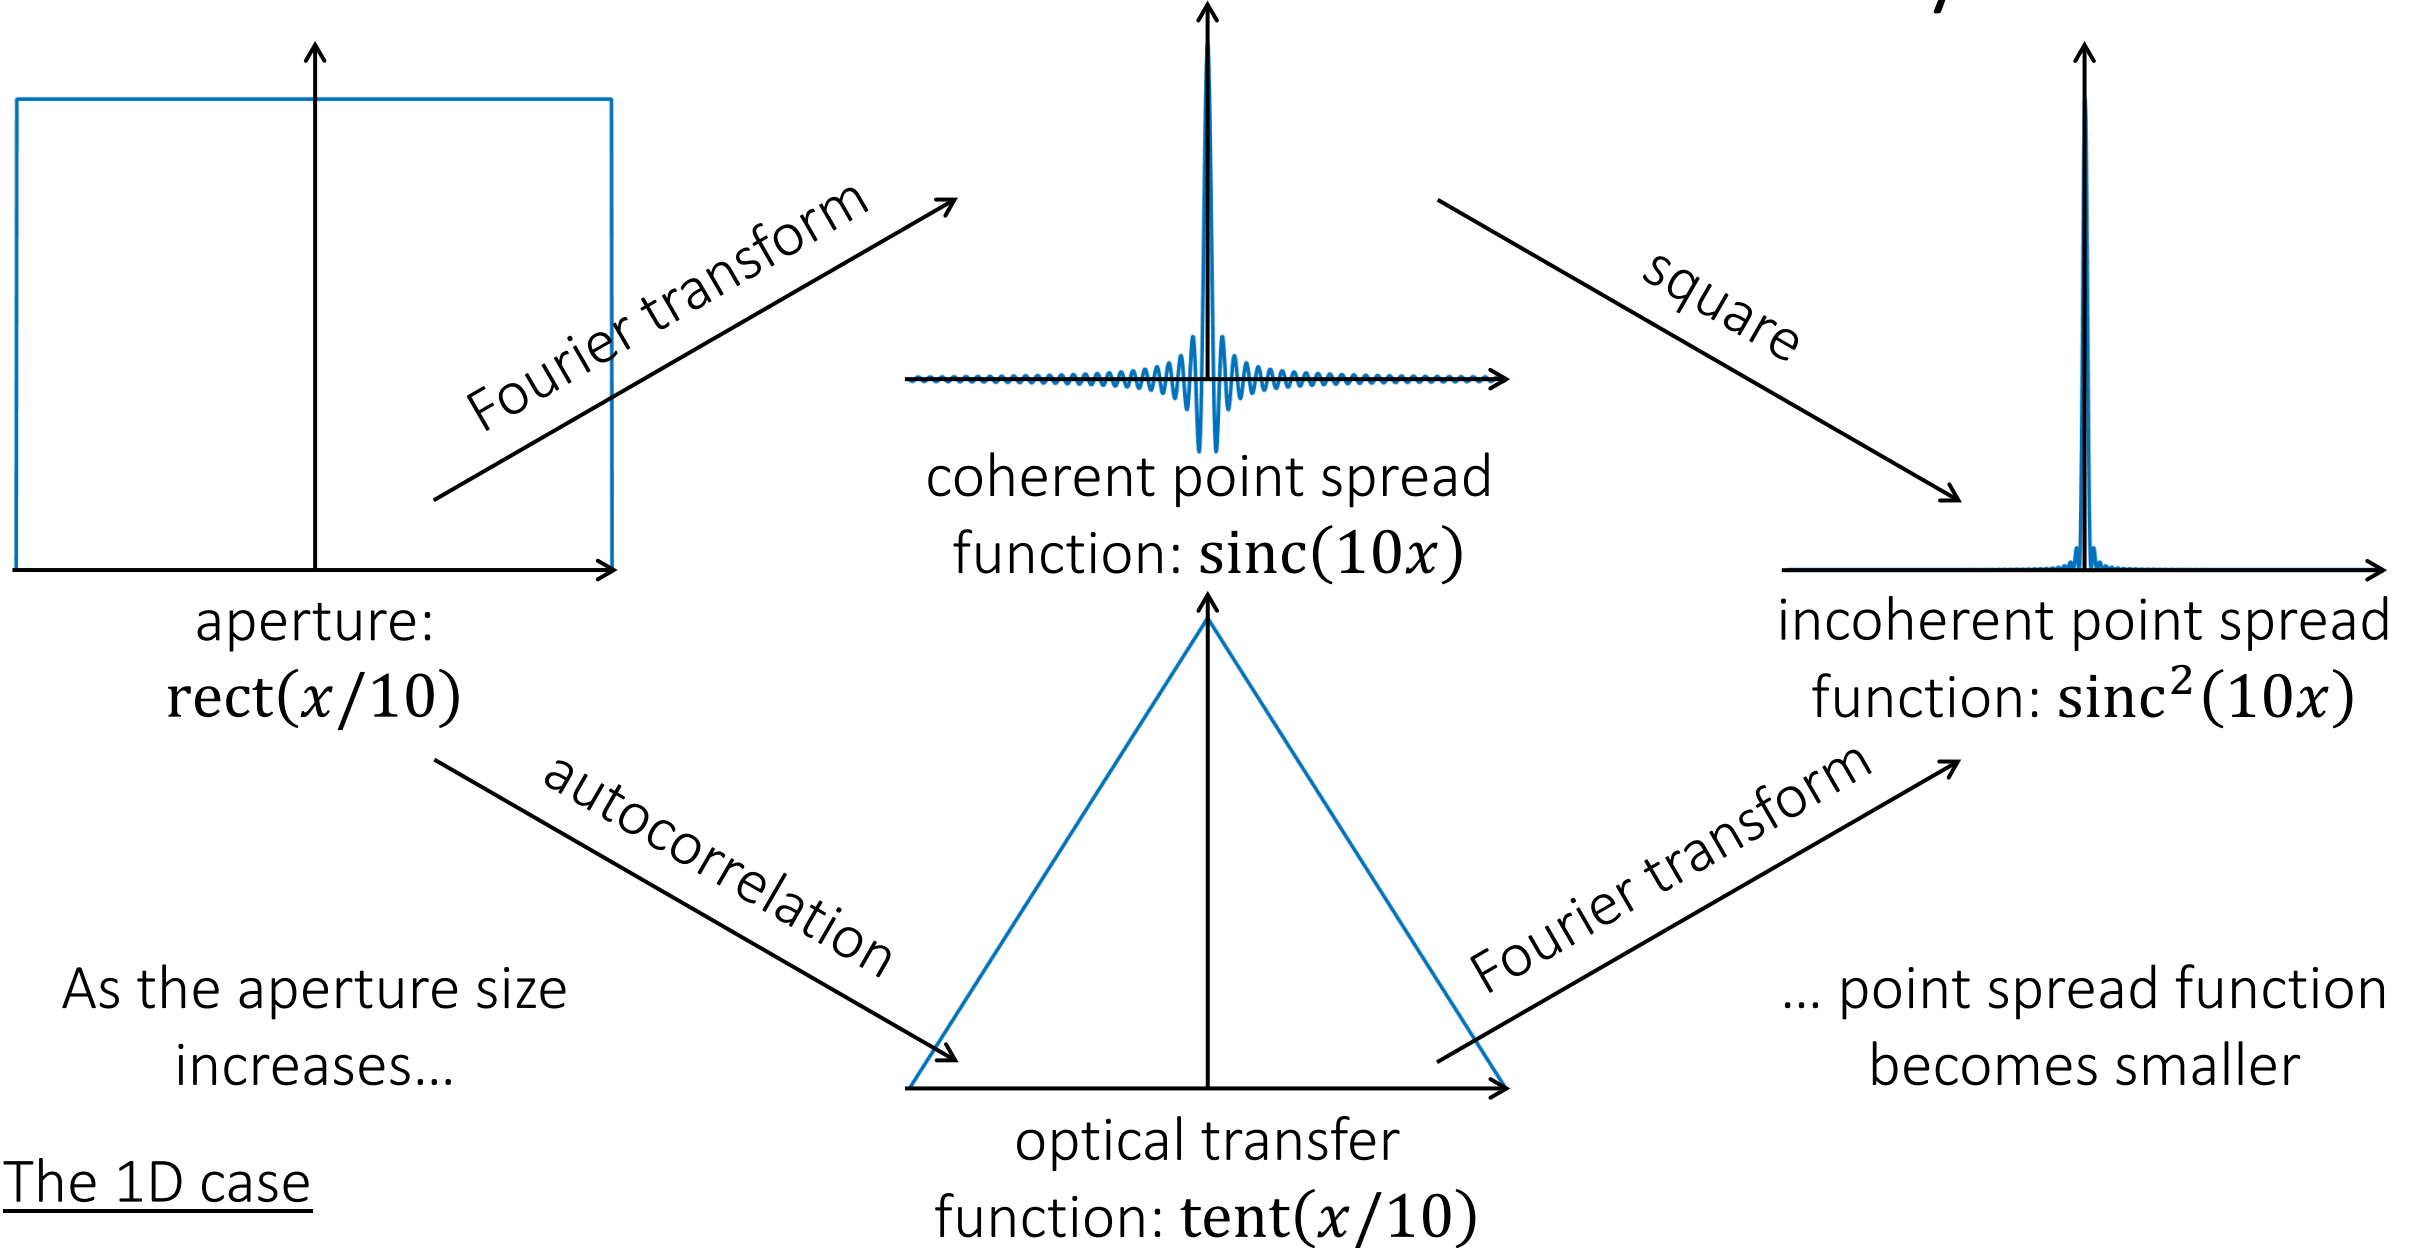 Fourier transform
square
coherent point spread
function: sinc(10x)
aperture:
rect(x/10)
incoherent point spread
function: sinc²(10x)
autocorrelation
Fourier transform
As the aperture size
increases…
… point spread function
becomes smaller
optical transfer
function: tent(x/10)
The 1D case